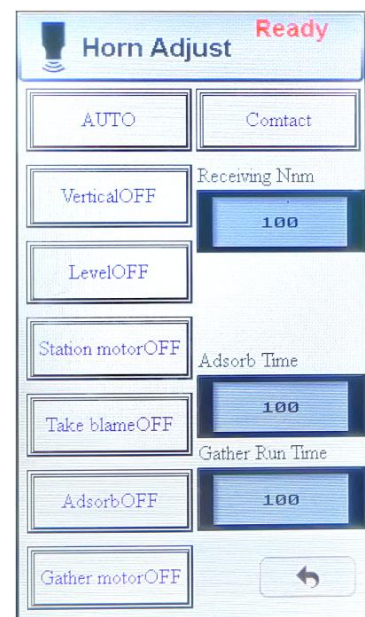 Ready
Horn Adjust
AUTO
Comtact
VerticalOFF
Receiving Nnm
100
LevelOFF
Station motorOFF
Adsorb Time
100
Take blameOFF
Gather Run Time
AdsorbOFF
100
Gather motorOFF